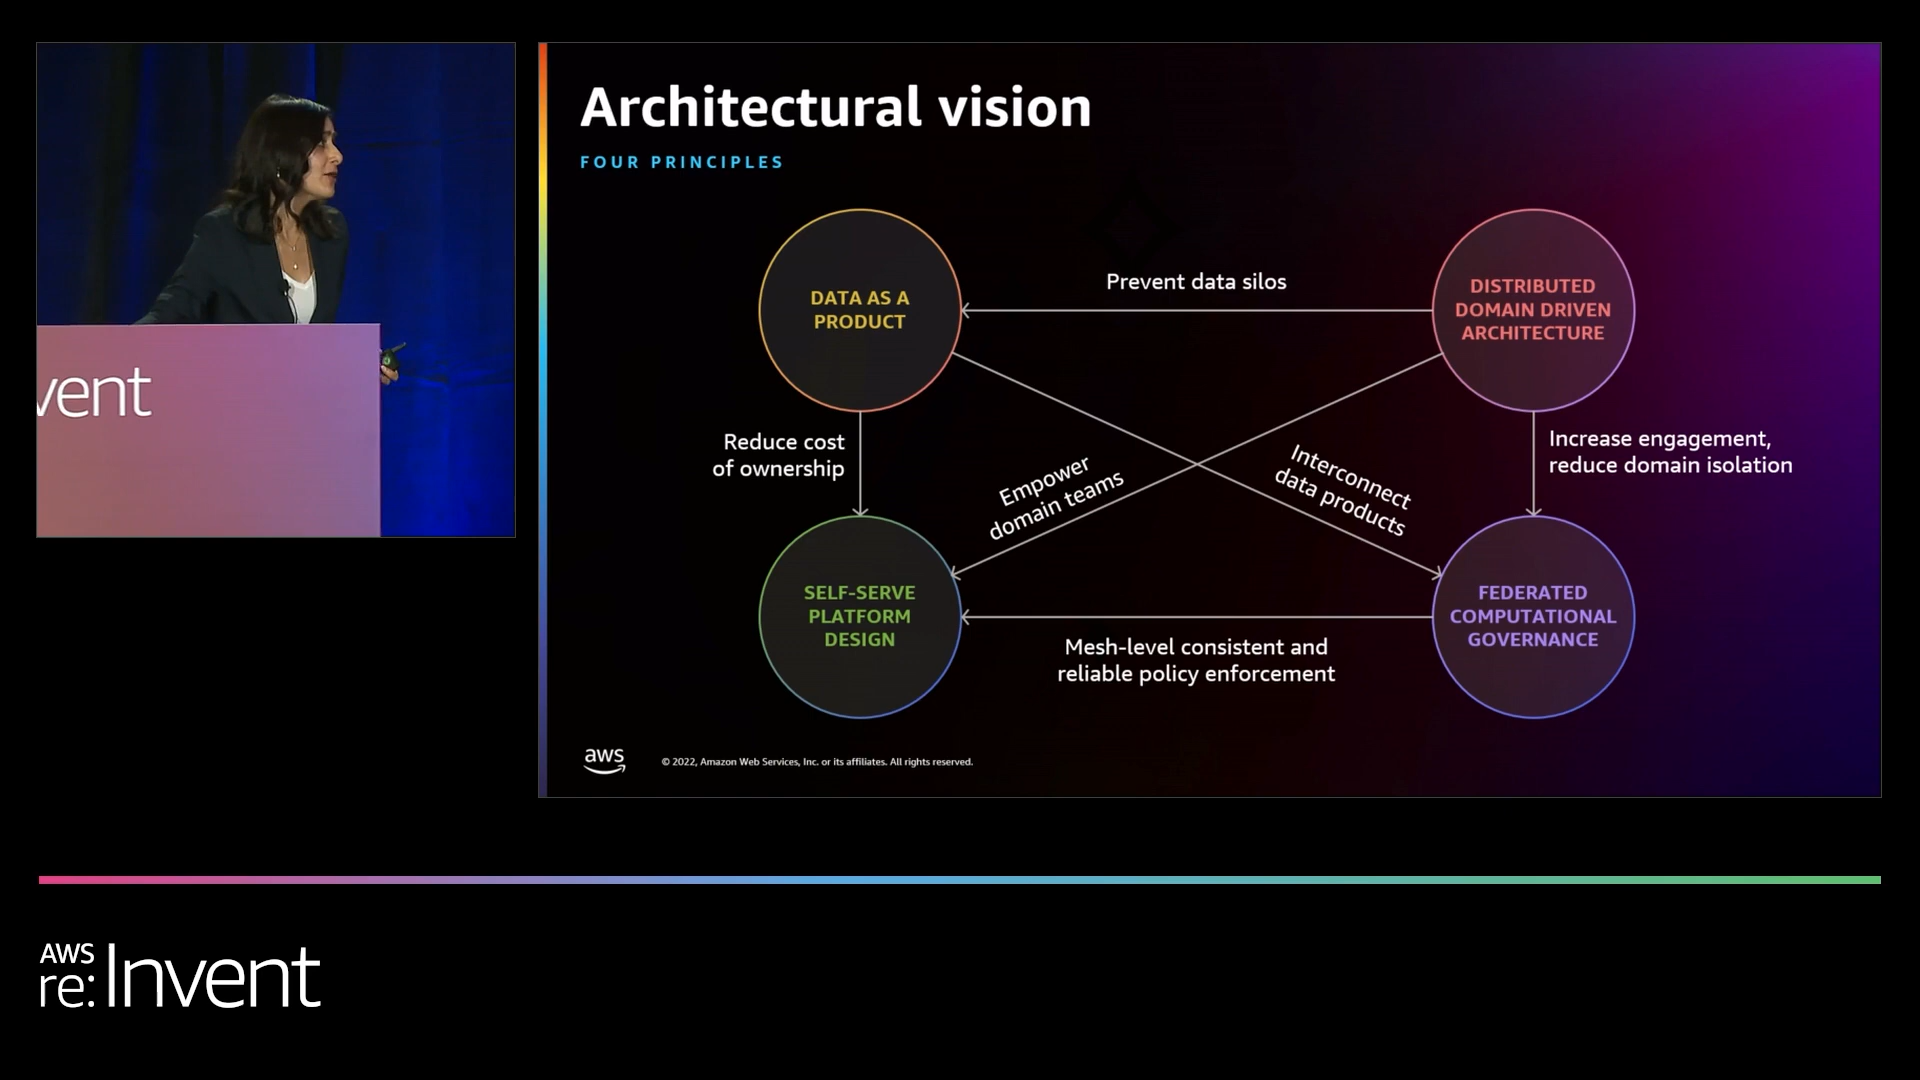 vent
Architectural vision
FOUR PRINCIPLES
DATA AS A
PRODUCT
Prevent data silos
DISTRIBUTED
DOMAIN DRIVEN
ARCHITECTURE
Reduce cost
of ownership
Empower
domain teams
Interconnect
data products
Increase engagement,
reduce domain isolation
SELF-SERVE
PLATFORM
DESIGN
Mesh-level consistent and
reliable policy enforcement
FEDERATED
COMPUTATIONAL
GOVERNANCE
aws
© 2022, Amazon Web Services, Inc. or its affiliates. All rights reserved.
AWS
re:Invent